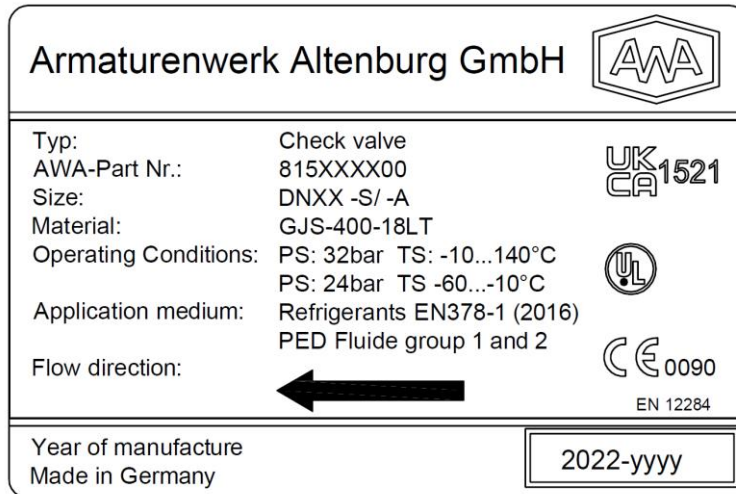 Armaturenwerk Altenburg GmbH
AWA
Typ: Check valve
AWA-Part Nr.: 815XXXX00
Size: DNXX -S/ -A
Material: GJS-400-18LT
Operating Conditions: PS: 32bar TS: -10...140°C
PS: 24bar TS -60...-10°C
Application medium: Refrigerants EN378-1 (2016)
PED Fluide group 1 and 2
Flow direction:
UK
CA 1521
UL
CE 0090
EN 12284
Year of manufacture
Made in Germany
2022-yyyy